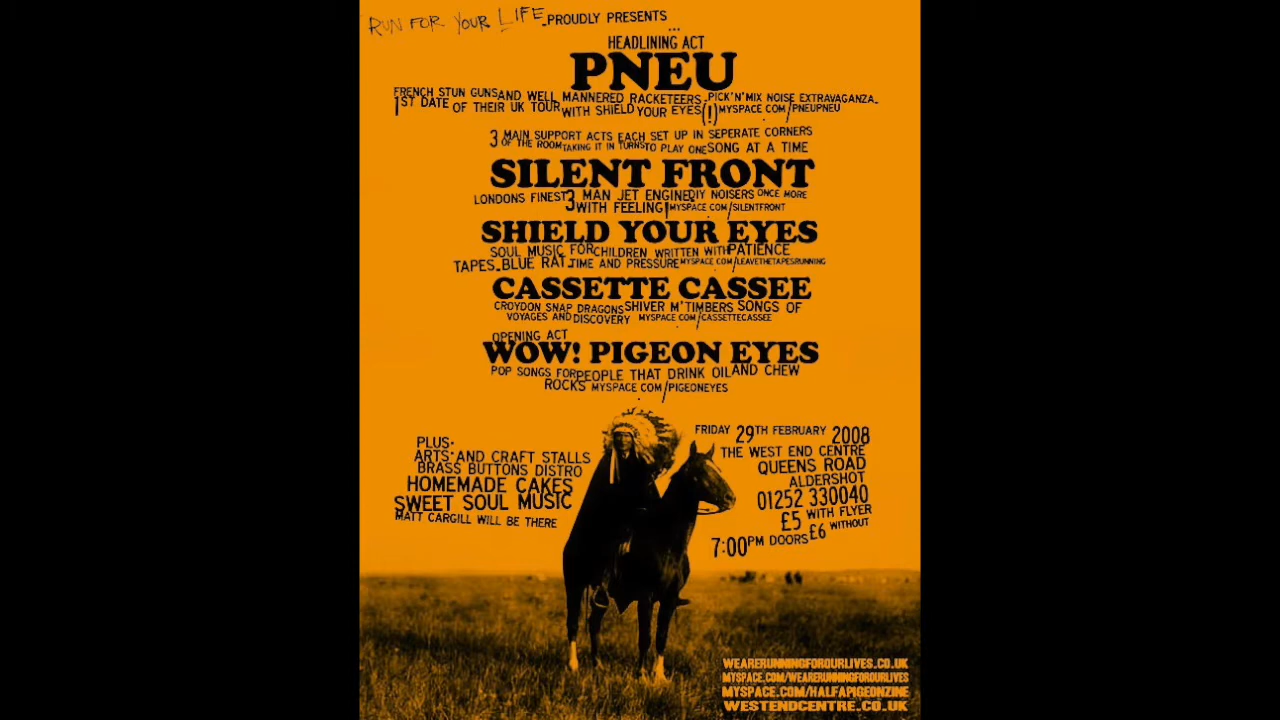 RUN FOR YOUR LIFE PROUDLY PRESENTS
...
HEADLINING ACT
PNEU
FRENCH STUN GUNS AND WELL MANNERED RACKETEERS PICK'N'MIX NOISE EXTRAVAGANZA
1ST DATE OF THEIR UK TOUR WITH SHIELD YOUR EYES (!) MYSPACE.COM/PNEUPNEU
3 MAIN SUPPORT ACTS EACH SET UP IN SEPERATE CORNERS
OF THE ROOM TAKING IT IN TURNS TO PLAY ONE SONG AT A TIME
SILENT FRONT
LONDONS FINEST 3 MAN JET ENGINE DIY NOISERS ONCE MORE
WITH FEELING! MYSPACE.COM/SILENTFRONT
SHIELD YOUR EYES
SOUL MUSIC FOR CHILDREN WRITTEN WITH PATIENCE
TAPES BLUE RAT TIME AND PRESSURE MYSPACE.COM/LEAVETHETAPESRUNNING
CASSETTE CASSEE
CROYDON SNAP DRAGONS SHIVER M'TIMBERS SONGS OF
VOYAGES AND DISCOVERY MYSPACE.COM/CASSETTECASSEE
OPENING ACT
WOW! PIGEON EYES
POP SONGS FOR PEOPLE THAT DRINK OIL AND CHEW
ROCKS MYSPACE.COM/PIGEONEYES
PLUS-
ARTS AND CRAFT STALLS
BRASS BUTTONS DISTRO
HOMEMADE CAKES
SWEET SOUL MUSIC
MATT CARGILL WILL BE THERE
FRIDAY 29TH FEBRUARY 2008
THE WEST END CENTRE
QUEENS ROAD
ALDERSHOT
01252 330040
£5 WITH FLYER
£6 WITHOUT
7:00PM DOORS
WEARERUNNINGFOROURLIVES.CO.UK
MYSPACE.COM/WEARERUNNINGFOROURLIVES
MYSPACE.COM/HALFAPIGEONZINE
WESTENDCENTRE.CO.UK